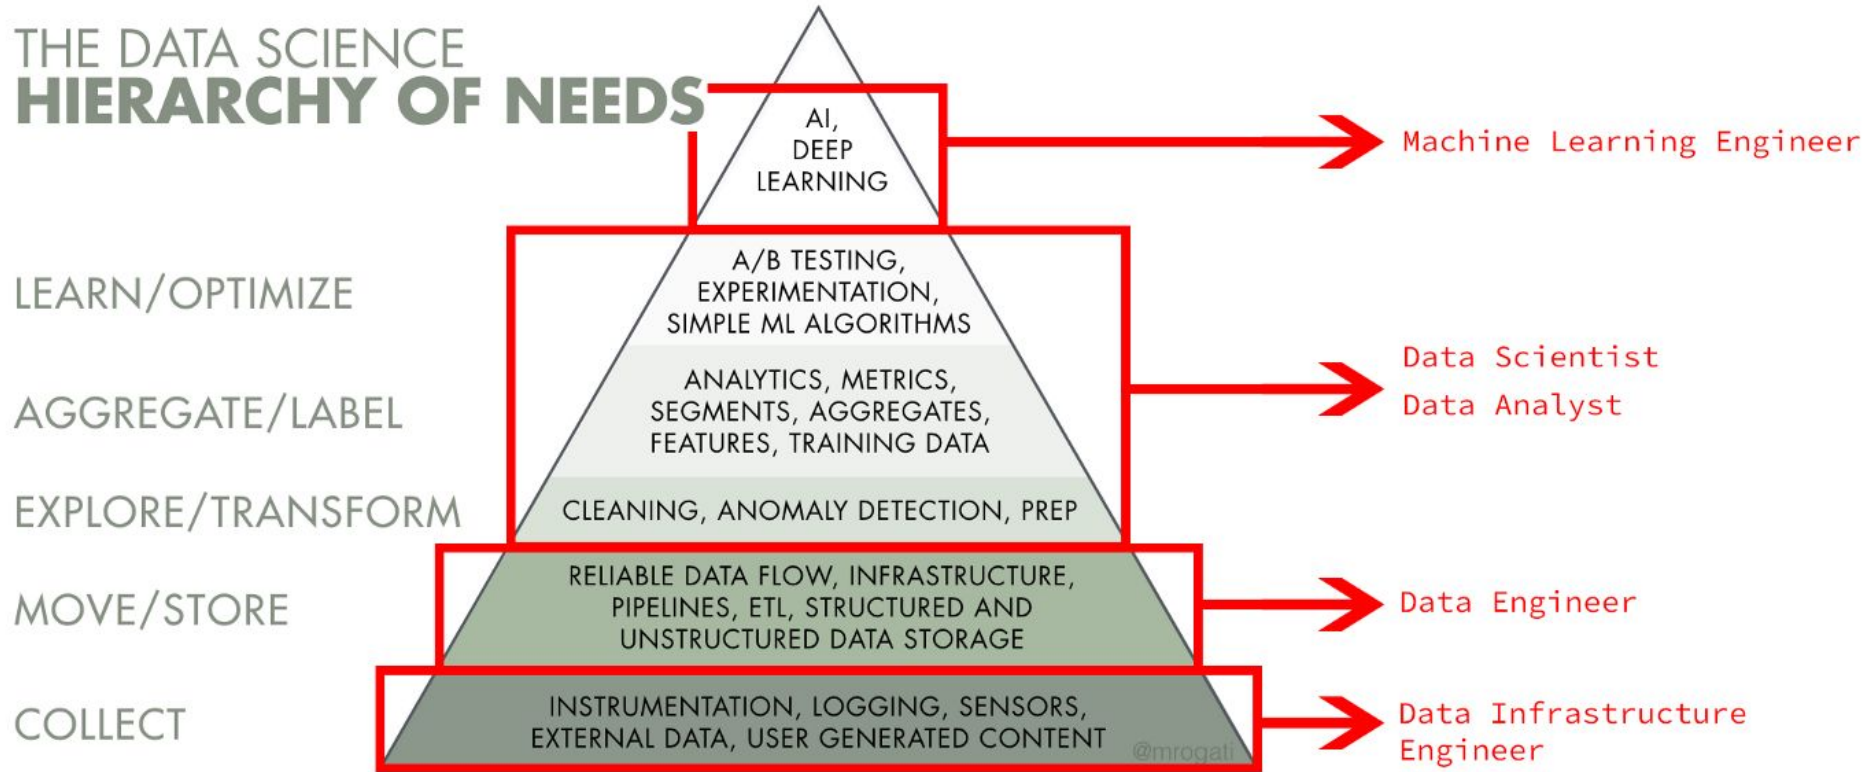 THE DATA SCIENCE
HIERARCHY OF NEEDS
AI,
DEEP
LEARNING
Machine Learning Engineer
LEARN/OPTIMIZE
A/B TESTING,
EXPERIMENTATION,
SIMPLE ML ALGORITHMS
AGGREGATE/LABEL
ANALYTICS, METRICS,
SEGMENTS, AGGREGATES,
FEATURES, TRAINING DATA
Data Scientist
Data Analyst
EXPLORE/TRANSFORM
CLEANING, ANOMALY DETECTION, PREP
MOVE/STORE
RELIABLE DATA FLOW, INFRASTRUCTURE,
PIPELINES, ETL, STRUCTURED AND
UNSTRUCTURED DATA STORAGE
Data Engineer
COLLECT
INSTRUMENTATION, LOGGING, SENSORS,
EXTERNAL DATA, USER GENERATED CONTENT
@mrogati
Data Infrastructure
Engineer